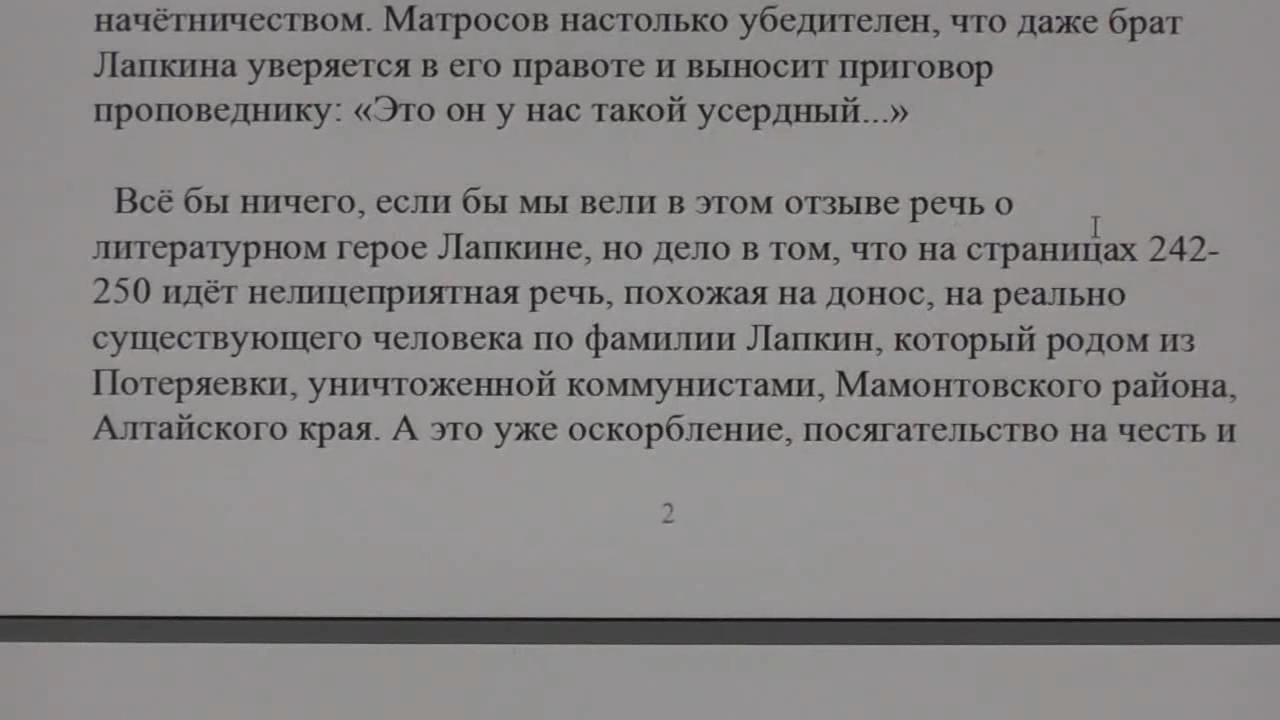 начётничеством. Матросов настолько убедителен, что даже брат
Лапкина уверяется в его правоте и выносит приговор
проповеднику: «Это он у нас такой усердный...»
Всё бы ничего, если бы мы вели в этом отзыве речь о
литературном герое Лапкине, но дело в том, что на страницах 242-
250 идёт нелицеприятная речь, похожая на донос, на реально
существующего человека по фамилии Лапкин, который родом из
Потеряевки, уничтоженной коммунистами, Мамонтовского района,
Алтайского края. А это уже оскорбление, посягательство на честь и
2